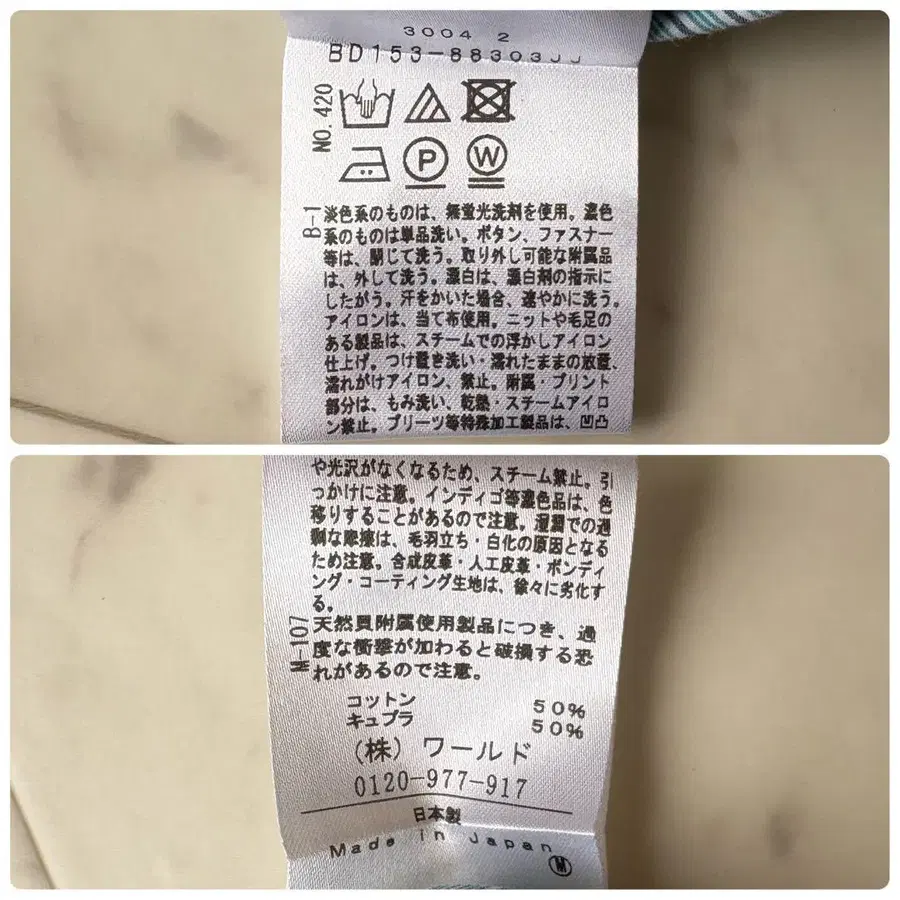 3004 2
BD153-88303JJ
NO. 420
P
W
B-1
淡色系のものは、無蛍光洗剤を使用。濃色
系のものは単品洗い。ボタン、ファスナー
等は、閉じて洗う。取り外し可能な附属品
は、外して洗う。漂白は、漂白剤の指示に
したがう。汗をかいた場合、速やかに洗う。
アイロンは、当て布使用。ニットや毛足の
ある製品は、スチームでの浮かしアイロン
仕上げ。つけ置き洗い・濡れたままの放置、
濡れがけアイロン、禁止。附属・プリント
部分は、もみ洗い、乾熱・スチームアイロ
ン禁止。プリーツ等特殊加工製品は、凹凸
や光沢がなくなるため、スチーム禁止。引
っかけに注意。インディゴ等濃色品は、色
移りすることがあるので注意。湿潤での過
剰な摩擦は、毛羽立ち・白化の原因となる
ため注意。合成皮革・人工皮革・ボンディ
ング・コーティング生地は、徐々に劣化す
る。
M-107
天然貝附属使用製品につき、過
度な衝撃が加わると破損する恐
れがあるので注意。
コットン 50%
キュプラ 50%
(株) ワールド
0120-977-917
日本製
Made in Japan
M